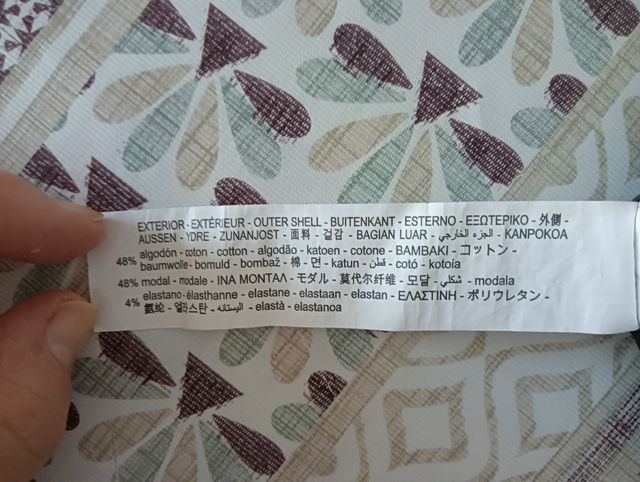 EXTERIOR - EXTÉRIEUR - OUTER SHELL - BUITENKANT - ESTERNO - ΕΞΩΤΕΡΙΚΟ - 外側 -
AUSSEN - YDRE - ZUNANJOST - 面料 - 겉감 - BAGIAN LUAR - الجزء الخارجي - KANPOKOA
48% algodón - coton - cotton - algodão - katoen - cotone - ΒΑΜΒΑΚΙ - コットン -
baumwolle - bomuld - bombaž - 棉 - 면 - katun - قطن - cotó - kotoia
48% modal - modale - ΙΝΑ ΜΟΝΤΑΛ - モダル - 莫代尔纤维 - 모달 - شكلي - modala
4% elastano - élasthanne - elastane - elastaan - elastan - ΕΛΑΣΤΙΝΗ - ポリウレタン -
氨纶 - 엘라스탄 - اليستانه - elastà - elastanoa